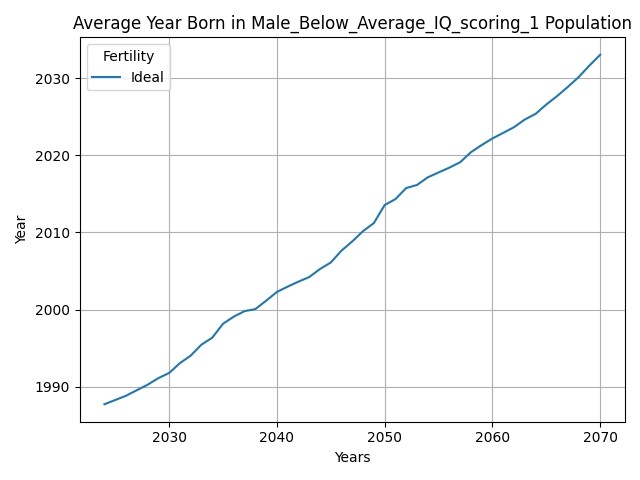 Average Year Born in Male_Below_Average_IQ_scoring_1 Population
Fertility
Ideal
Year
2030
2020
2010
2000
1990
2030
2040
2050
2060
2070
Years